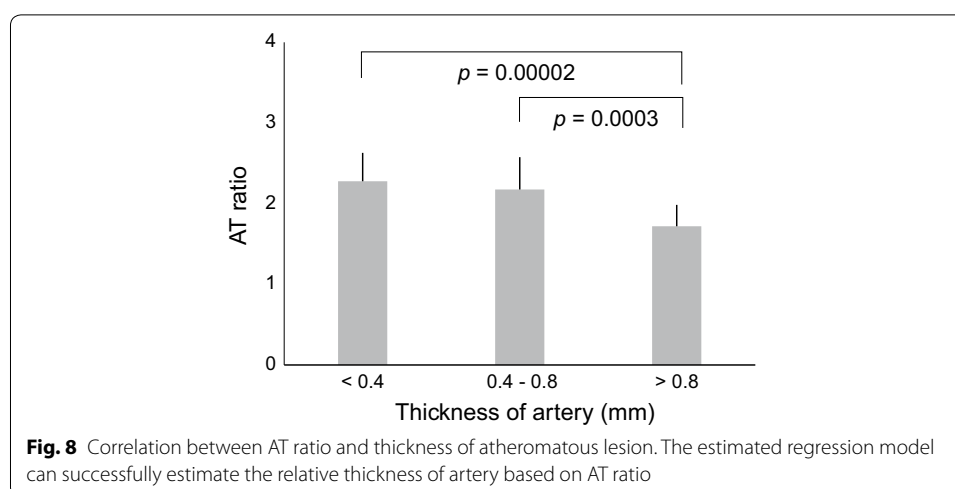 4
p = 0.00002
3
p = 0.0003
2
1
0
AT ratio
< 0.4 0.4 - 0.8 > 0.8
Thickness of artery (mm)
Fig. 8 Correlation between AT ratio and thickness of atheromatous lesion. The estimated regression model
can successfully estimate the relative thickness of artery based on AT ratio